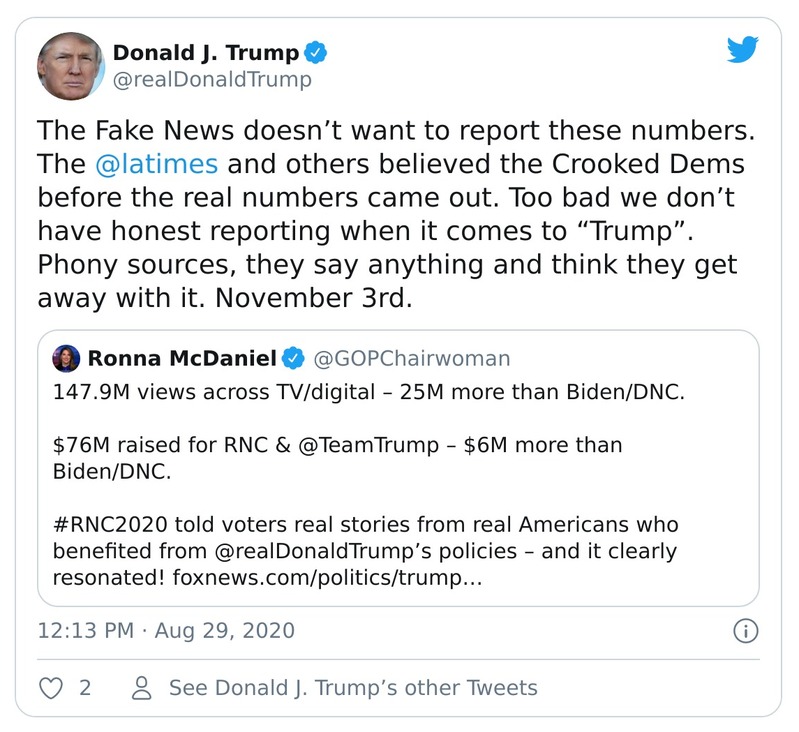 Donald J. Trump
@realDonaldTrump
The Fake News doesn’t want to report these numbers.
The @latimes and others believed the Crooked Dems
before the real numbers came out. Too bad we don’t
have honest reporting when it comes to “Trump”.
Phony sources, they say anything and think they get
away with it. November 3rd.
Ronna McDaniel @GOPChairwoman
147.9M views across TV/digital – 25M more than Biden/DNC.
$76M raised for RNC & @TeamTrump – $6M more than
Biden/DNC.
#RNC2020 told voters real stories from real Americans who
benefited from @realDonaldTrump’s policies – and it clearly
resonated! foxnews.com/politics/trump…
12:13 PM · Aug 29, 2020
2 See Donald J. Trump’s other Tweets